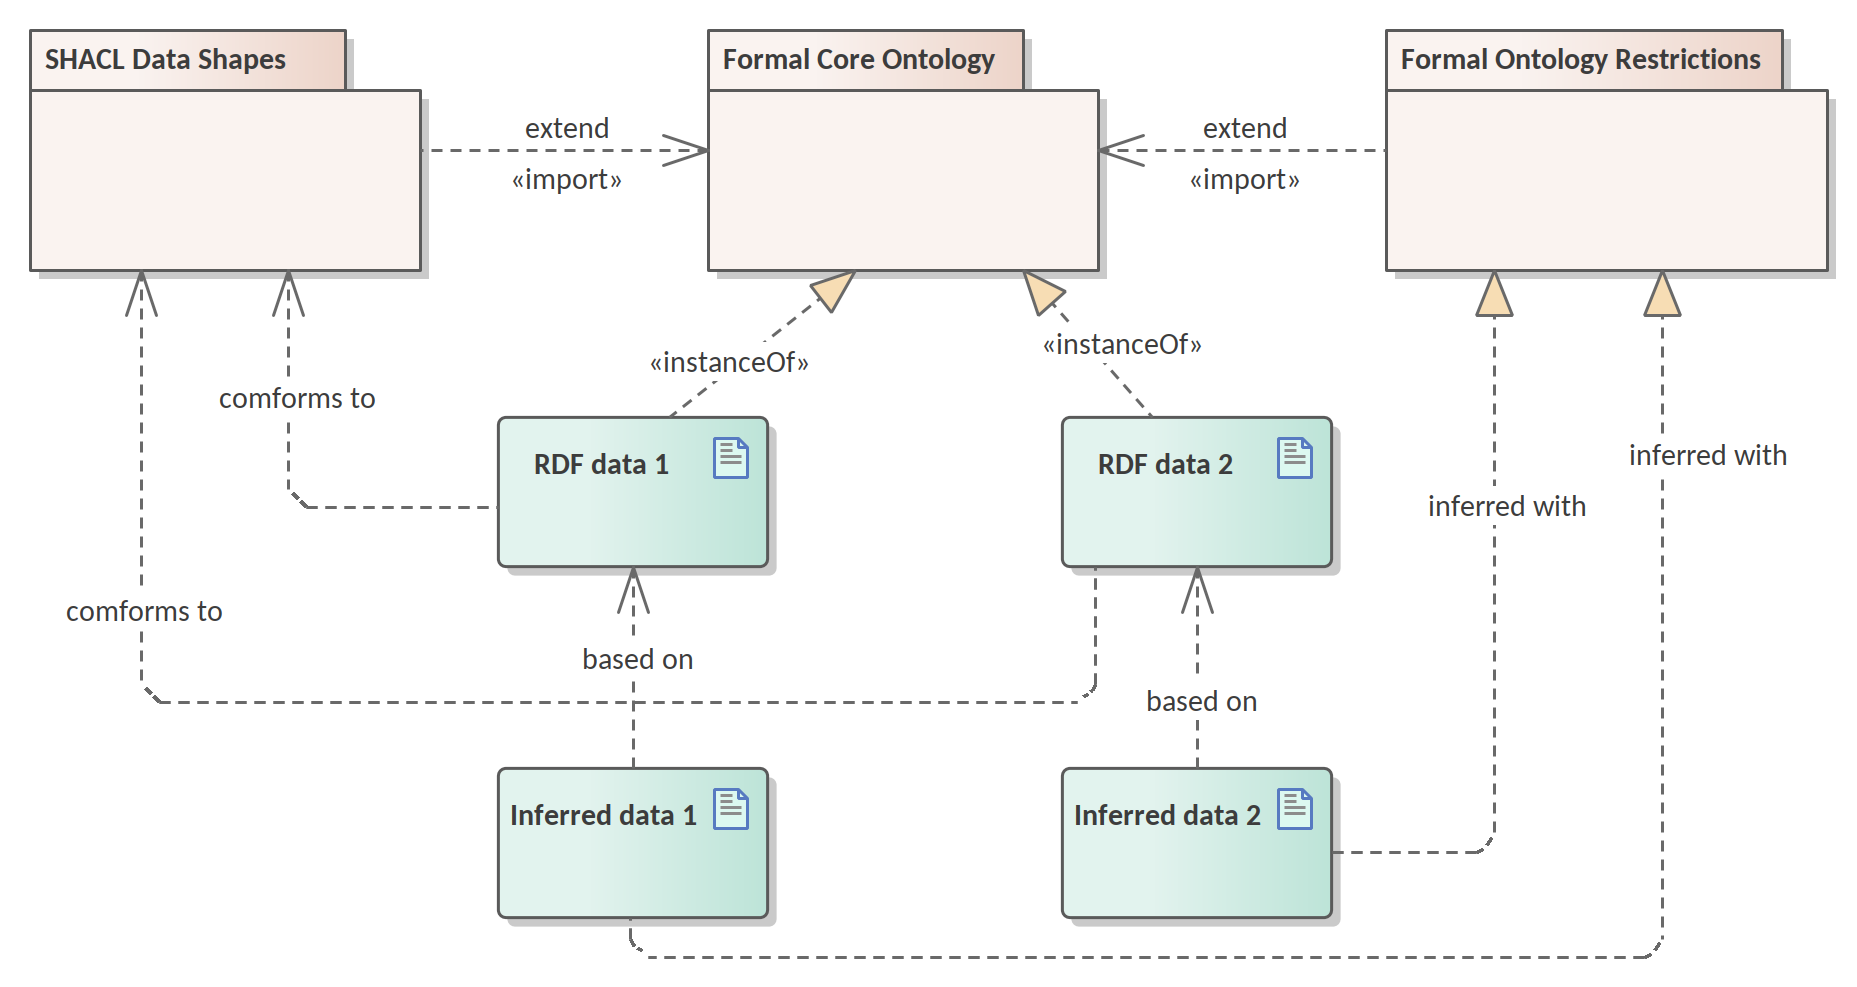 SHACL Data Shapes
Formal Core Ontology
Formal Ontology Restrictions
extend
«import»
extend
«import»
«instanceOf»
«instanceOf»
comforms to
RDF data 1
RDF data 2
inferred with
inferred with
comforms to
based on
based on
Inferred data 1
Inferred data 2